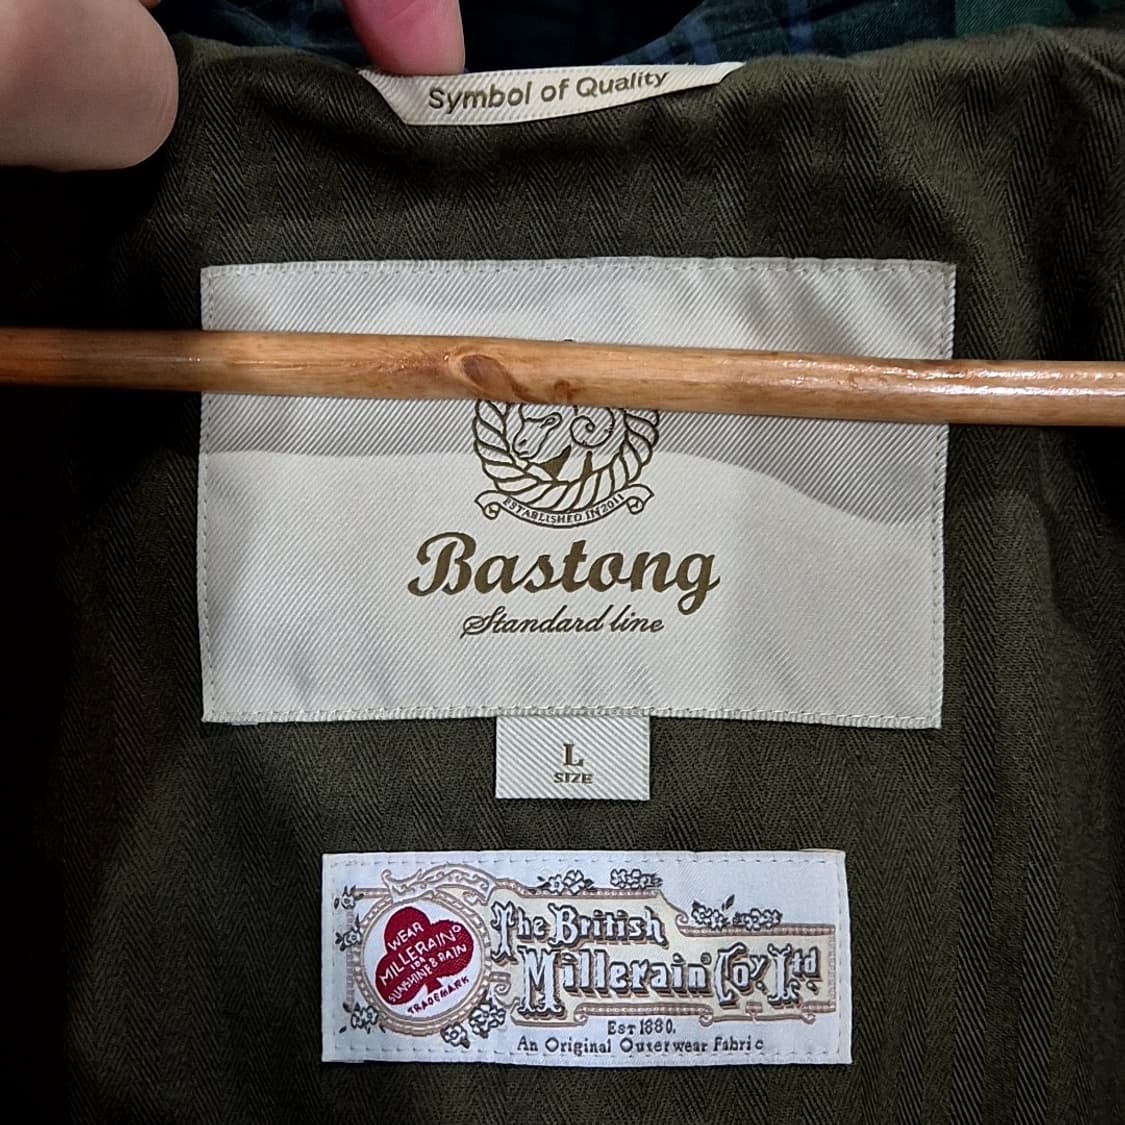 Symbol of Quality
ESTABLISHED IN 2011
Bastong
Standard line
L
SIZE
WEAR
MILLERAIN
FOR
SUNSHINE & RAIN
TRADEMARK
The British
Millerain Coy. Ltd
EST 1880.
An Original Outerwear Fabric